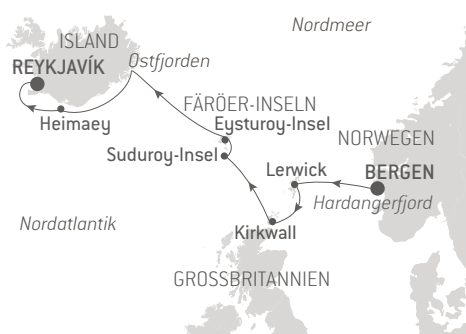 Nordmeer
ISLAND
REYKJAVÍK
Ostfjorden
Heimaey
FÄRÖER-INSELN
Eysturoy-Insel
Suduroy-Insel
NORWEGEN
Lerwick
BERGEN
Hardangerfjord
Nordatlantik
Kirkwall
GROSSBRITANNIEN